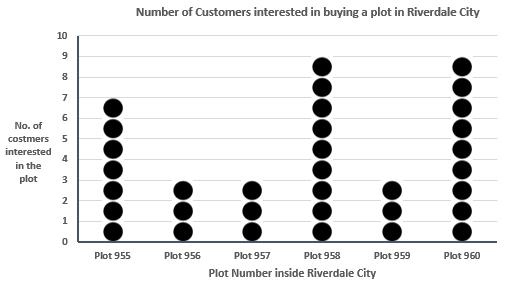 Number of Customers interested in buying a plot in Riverdale City
10
9
8
7
6
5
4
3
2
1
0
No. of
costmers
interested
in the
plot
Plot 955 Plot 956 Plot 957 Plot 958 Plot 959 Plot 960
Plot Number inside Riverdale City